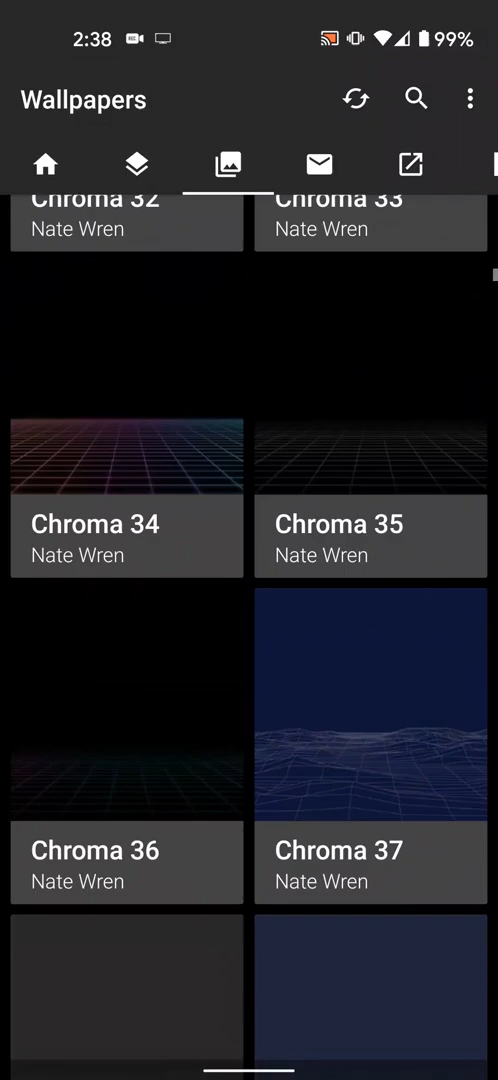 2:38
99%
Wallpapers
Chroma 32
Chroma 33
Nate Wren
Nate Wren
Chroma 34
Chroma 35
Nate Wren
Nate Wren
Chroma 36
Chroma 37
Nate Wren
Nate Wren